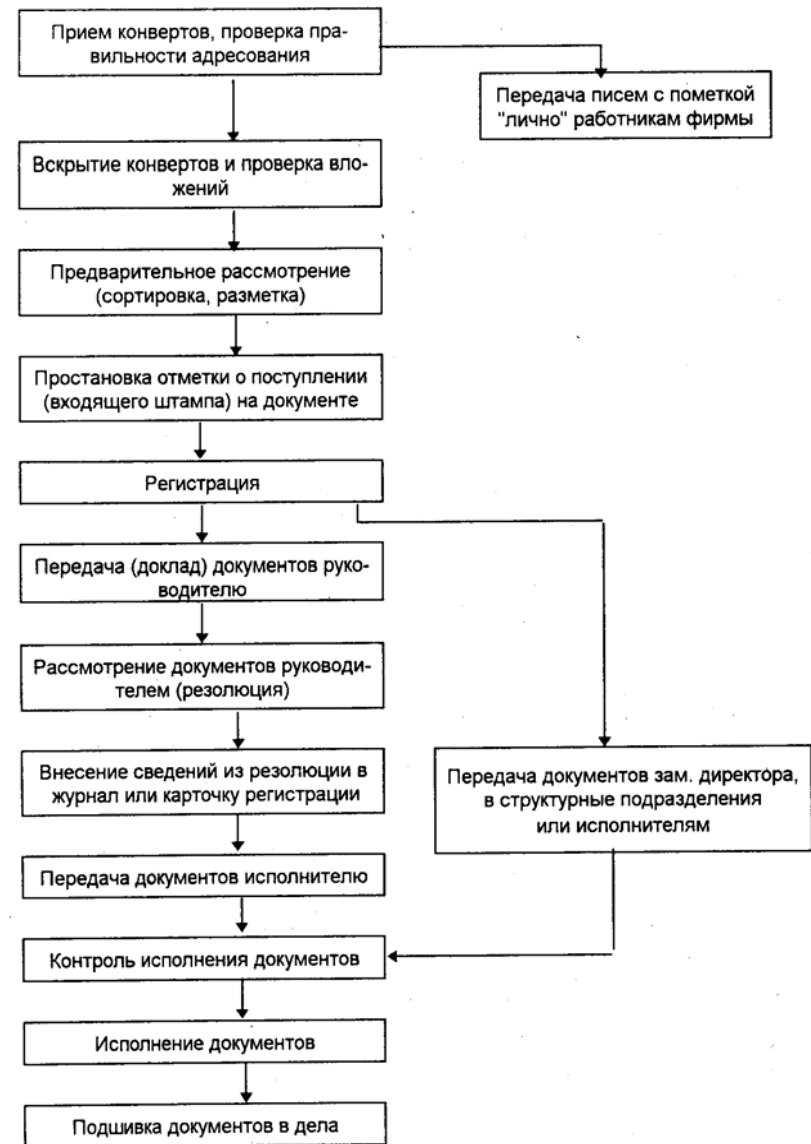 Прием конвертов, проверка пра-
вильности адресования
Передача писем с пометкой
"лично" работникам фирмы
Вскрытие конвертов и проверка вло-
жений
Предварительное рассмотрение
(сортировка, разметка)
Простановка отметки о поступлении
(входящего штампа) на документе
Регистрация
Передача (доклад) документов руко-
водителю
Рассмотрение документов руководи-
телем (резолюция)
Внесение сведений из резолюции в
журнал или карточку регистрации
Передача документов зам. директора,
в структурные подразделения
или исполнителям
Передача документов исполнителю
Контроль исполнения документов
Исполнение документов
Подшивка документов в дела